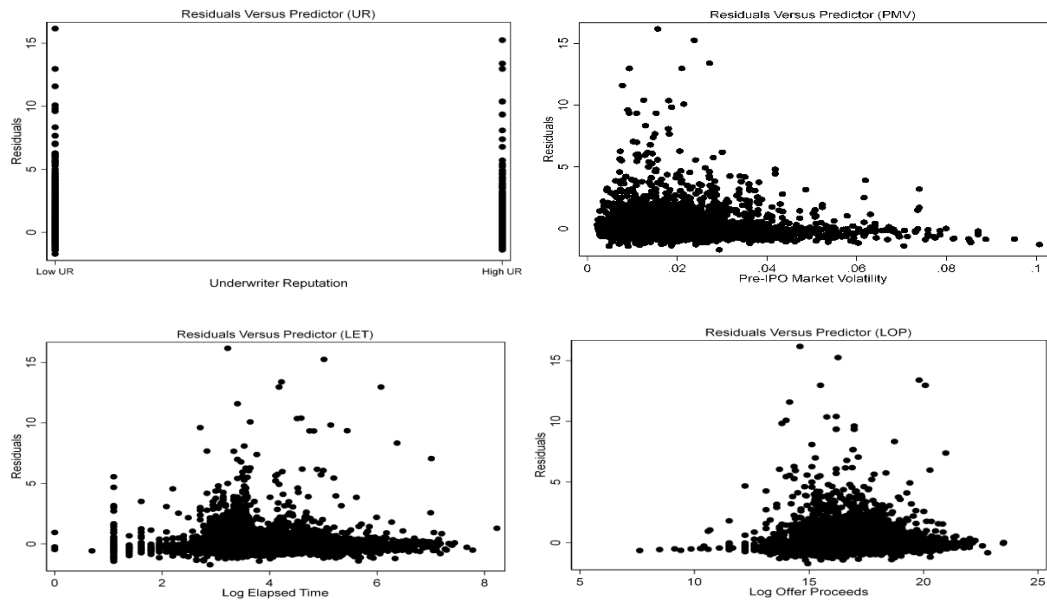 Residuals Versus Predictor (UR)
Residuals
15
10
5
0
Low UR
High UR
Underwriter Reputation
Residuals Versus Predictor (PMV)
Residuals
15
10
5
0
0
.02
.04
.06
.08
.1
Pre-IPO Market Volatility
Residuals Versus Predictor (LET)
Residuals
15
10
5
0
0
2
4
6
8
Log Elapsed Time
Residuals Versus Predictor (LOP)
Residuals
15
10
5
0
5
10
15
20
25
Log Offer Proceeds